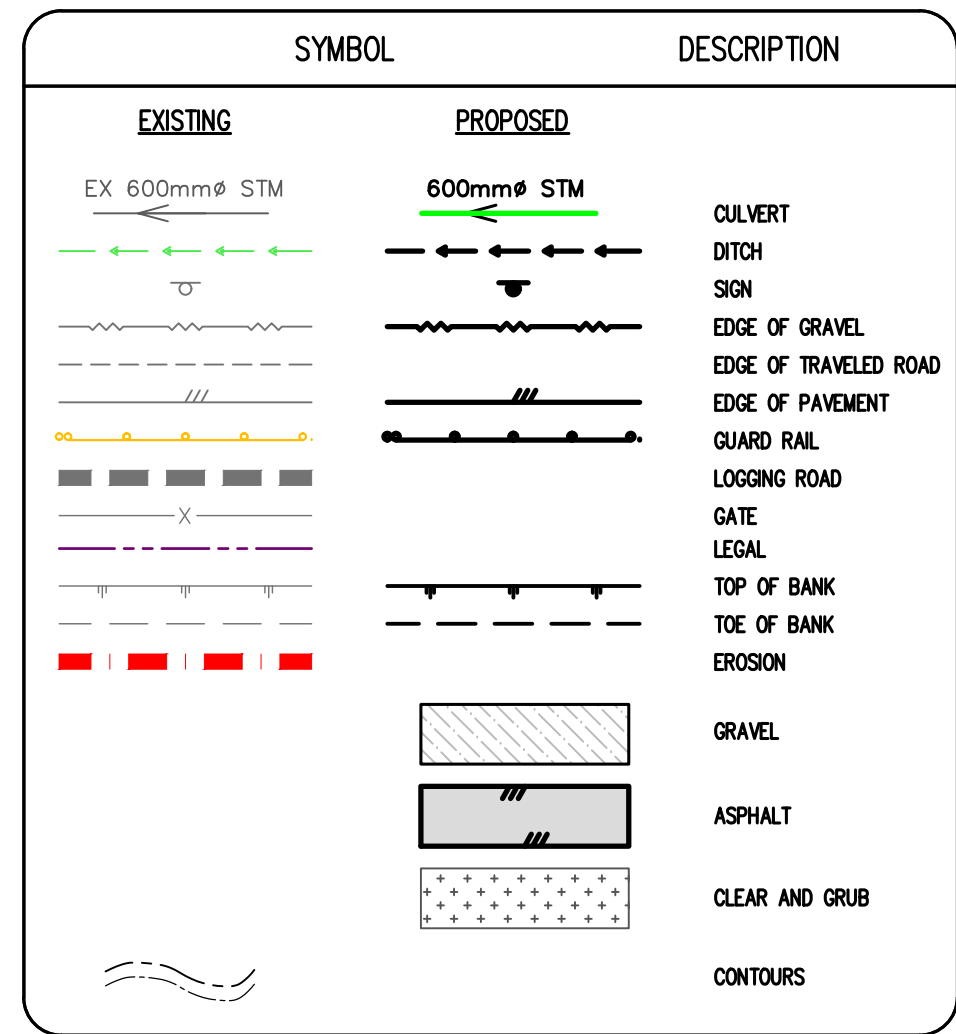 SYMBOL DESCRIPTION
EXISTING PROPOSED
EX 600mmø STM 600mmø STM
CULVERT
DITCH
SIGN
EDGE OF GRAVEL
EDGE OF TRAVELED ROAD
EDGE OF PAVEMENT
GUARD RAIL
LOGGING ROAD
X GATE
LEGAL
TOP OF BANK
TOE OF BANK
EROSION
GRAVEL
ASPHALT
CLEAR AND GRUB
CONTOURS